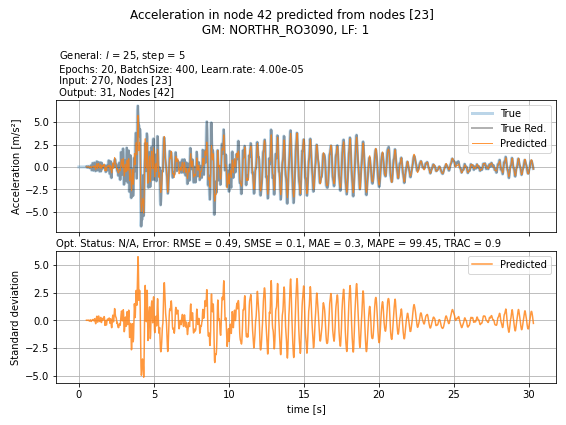 Acceleration in node 42 predicted from nodes [23]
GM: NORTHR_RO3090, LF: 1
General: l = 25, step = 5
Epochs: 20, BatchSize: 400, Learn.rate: 4.00e-05
Input: 270, Nodes [23]
Output: 31, Nodes [42]
Acceleration [m/s²]
5.0
2.5
0.0
−2.5
−5.0
True
True Red.
Predicted
Opt. Status: N/A, Error: RMSE = 0.49, SMSE = 0.1, MAE = 0.3, MAPE = 99.45, TRAC = 0.9
Standard deviation
5.0
2.5
0.0
−2.5
−5.0
Predicted
0 5 10 15 20 25 30
time [s]